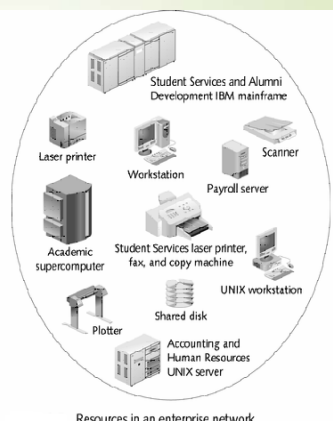 Student Services and Alumni
Development IBM mainframe
Laser printer
Workstation
Scanner
Payroll server
Academic
supercomputer
Student Services laser printer,
fax, and copy machine
UNIX workstation
Plotter
Shared disk
Accounting and
Human Resources
UNIX server
Resources in an enterprise network